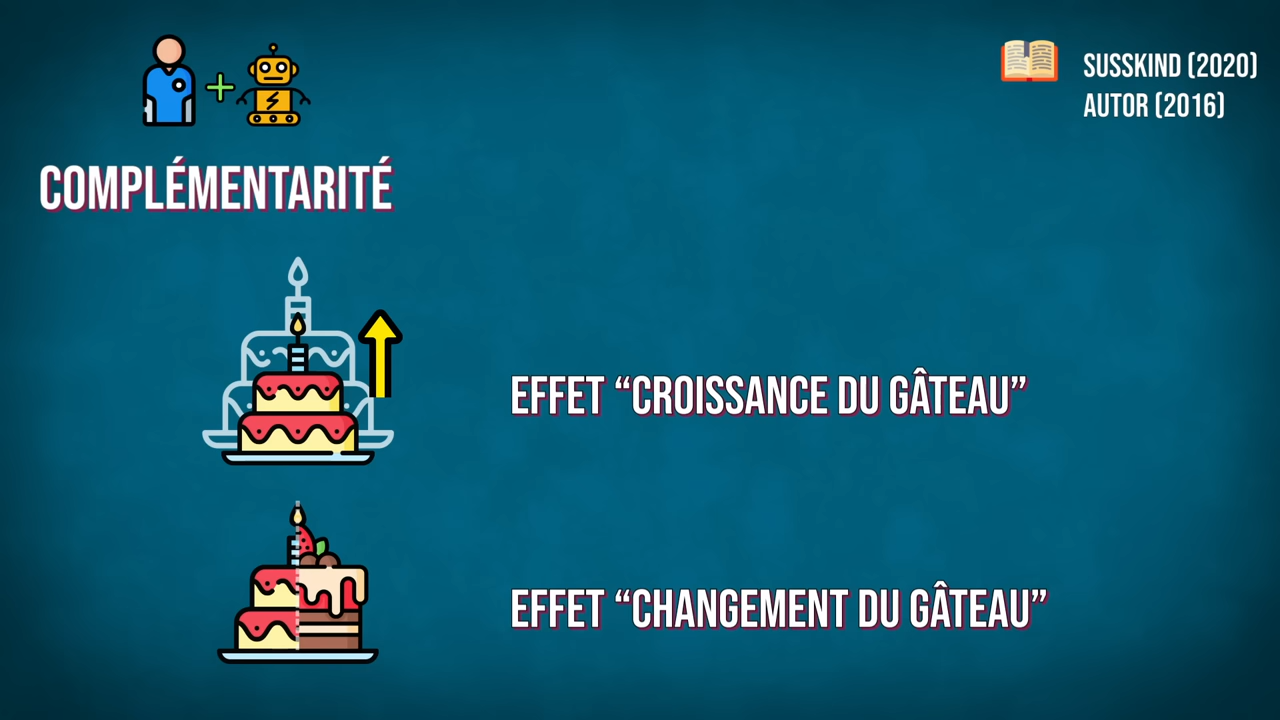 SUSSKIND (2020)
AUTOR (2016)
COMPLÉMENTARITÉ
EFFET “CROISSANCE DU GÂTEAU”
EFFET “CHANGEMENT DU GÂTEAU”